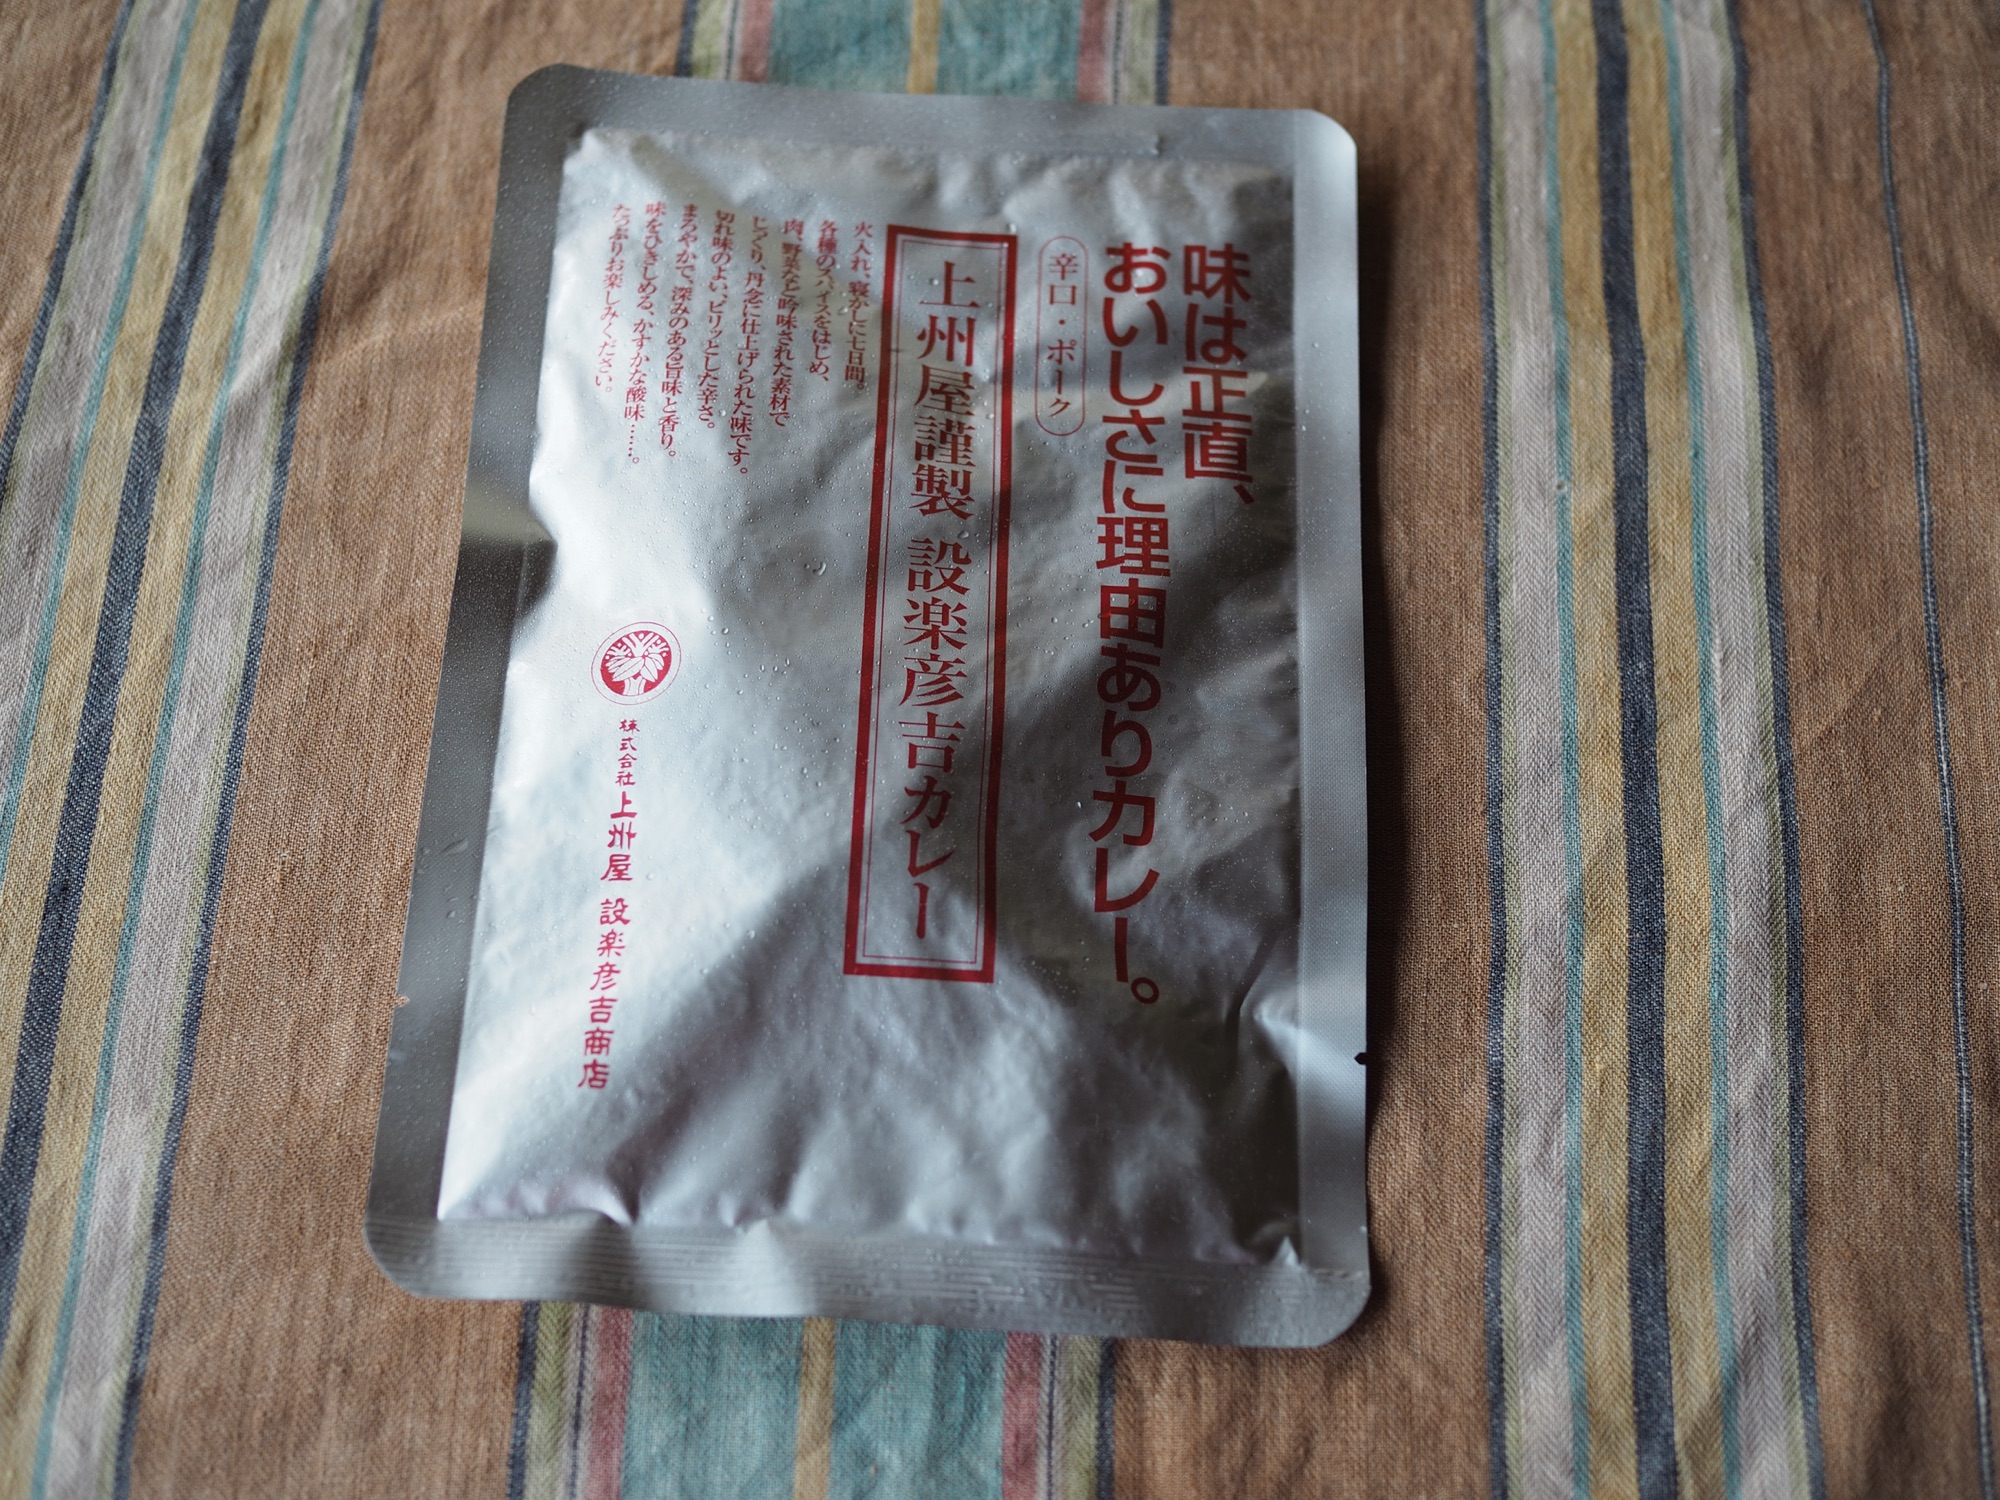 味は正直、
おいしさに理由ありカレー。
辛口・ポーク
上州屋謹製 設楽彦吉カレー
火入れ、寝かしに七日間。
各種のスパイスをはじめ、
肉、野菜など吟味された素材で
じっくり、丹念に仕上げられた味です。
切れ味のよい、ピリッとした辛さ。
まろやかで、深みのある旨味と香り。
味をひきしめる、かすかな酸味……。
たっぷりお楽しみください。
株式会社 上州屋 設楽彦吉商店